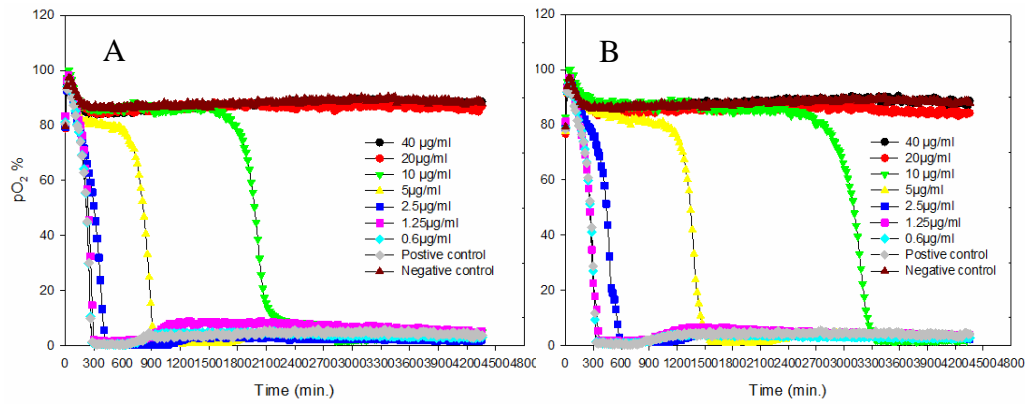 A
pO₂ %
120
100
80
60
40
20
0
40 µg/ml
20µg/ml
10 µg/ml
5µg/ml
2.5µg/ml
1.25µg/ml
0.6µg/ml
Postive control
Negative control
0 300 600 900 1200 1500 1800 2100 2400 2700 3000 3300 3600 3900 4200 4500 4800
Time (min.)
B
120
100
80
60
40
20
0
40 µg/ml
20µg/ml
10 µg/ml
5µg/ml
2.5µg/ml
1.25µg/ml
0.6µg/ml
Postive control
Negative control
0 300 600 900 1200 1500 1800 2100 2400 2700 3000 3300 3600 3900 4200 4500 4800
Time (min.)